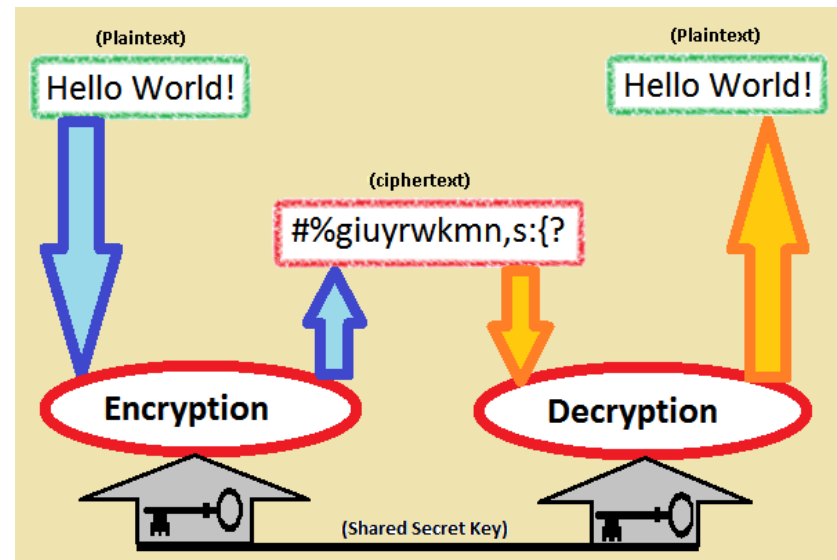 (Plaintext)
(Plaintext)
Hello World!
Hello World!
(ciphertext)
#%giuyrwkmn,s:{?
Encryption
Decryption
(Shared Secret Key)